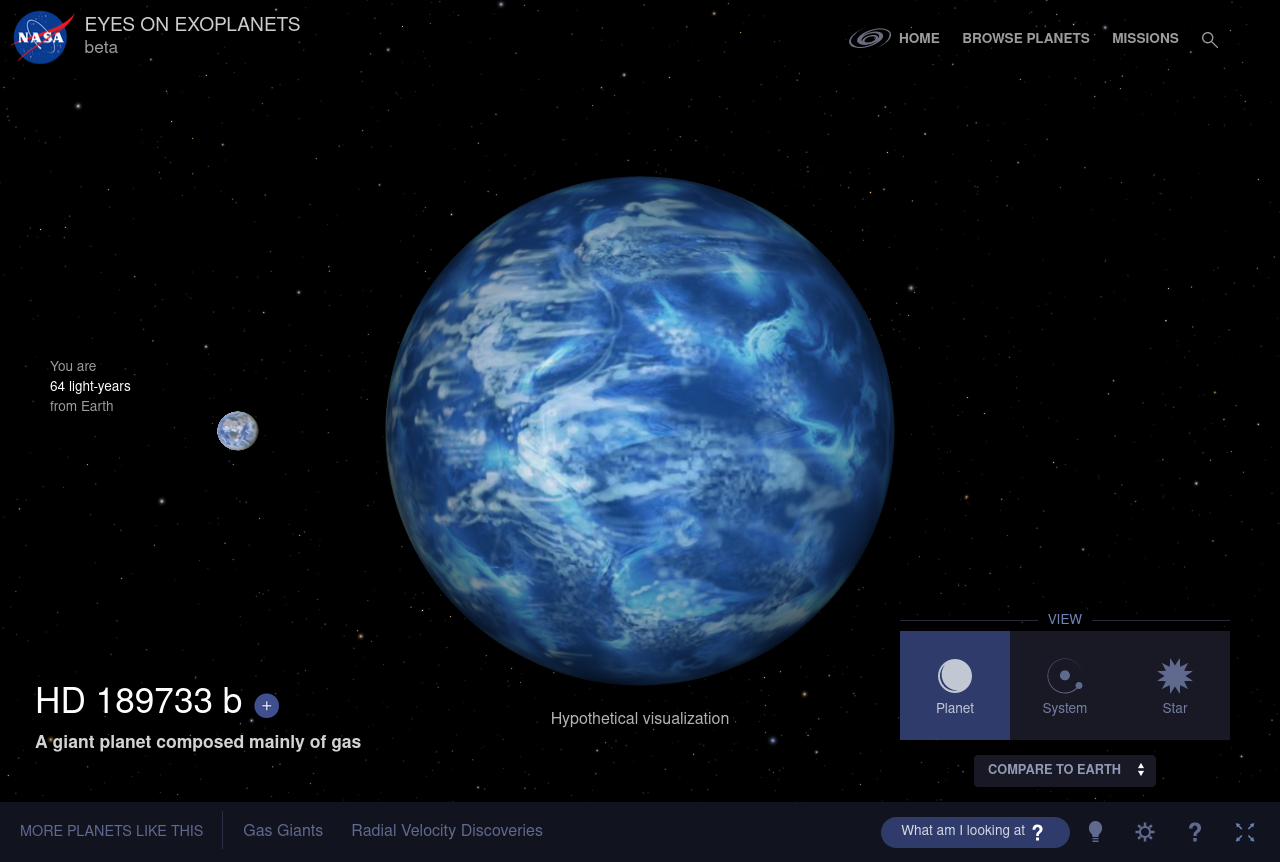 NASA
EYES ON EXOPLANETS
beta
HOME
BROWSE PLANETS
MISSIONS
You are
64 light-years
from Earth
VIEW
Planet
System
Star
HD 189733 b +
A giant planet composed mainly of gas
Hypothetical visualization
COMPARE TO EARTH
MORE PLANETS LIKE THIS
Gas Giants
Radial Velocity Discoveries
What am I looking at ?
?